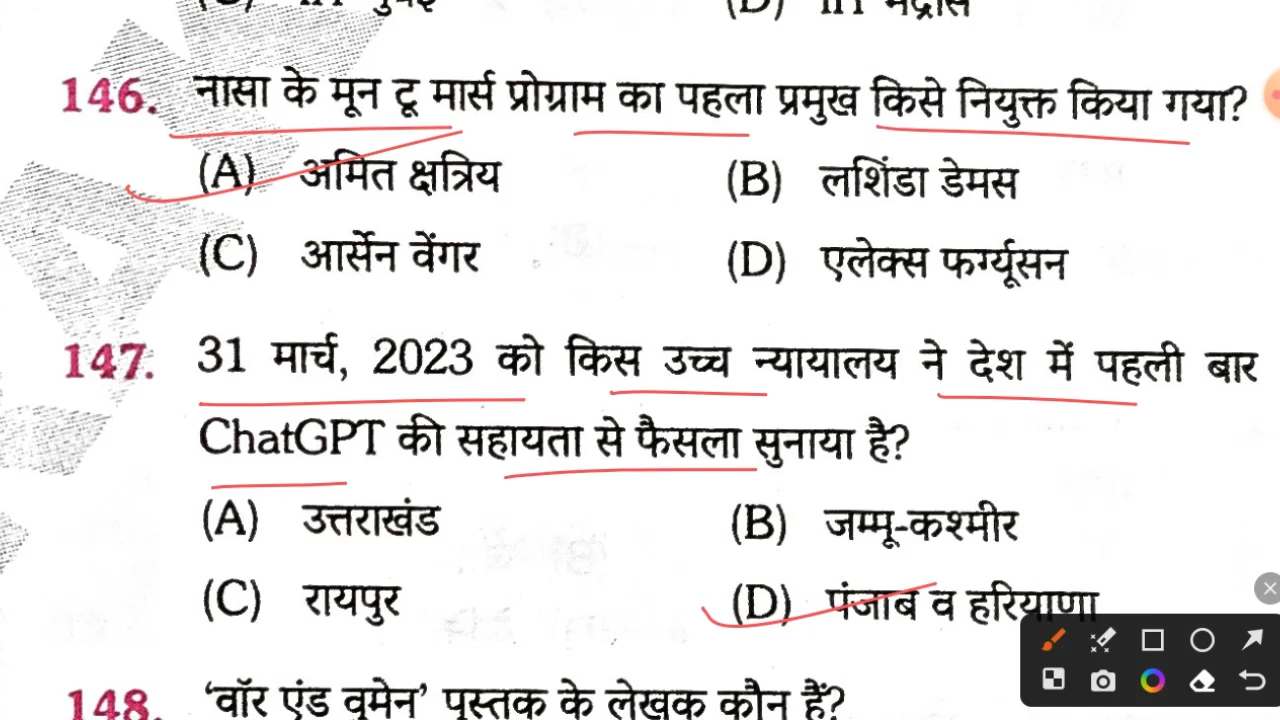 146. नासा के मून टू मार्स प्रोग्राम का पहला प्रमुख किसे नियुक्त किया गया?
(A) अमित क्षत्रिय (B) लशिंडा डेमस
(C) आर्सेन वेंगर (D) एलेक्स फर्ग्यूसन
147. 31 मार्च, 2023 को किस उच्च न्यायालय ने देश में पहली बार
ChatGPT की सहायता से फैसला सुनाया है?
(A) उत्तराखंड (B) जम्मू-कश्मीर
(C) रायपुर (D) पंजाब व हरियाणा
148. ‘वॉर एंड वूमेन’ पुस्तक के लेखक कौन हैं?